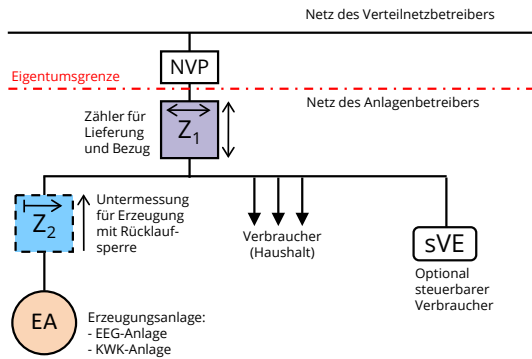 Netz des Verteilnetzbetreibers
NVP
Eigentumsgrenze
Netz des Anlagenbetreibers
Zähler für
Lieferung
und Bezug
Z1
Untermessung
für Erzeugung
mit Rücklauf-
sperre
Z2
Verbraucher
(Haushalt)
sVE
Optional
steuerbarer
Verbraucher
EA
Erzeugungsanlage:
- EEG-Anlage
- KWK-Anlage